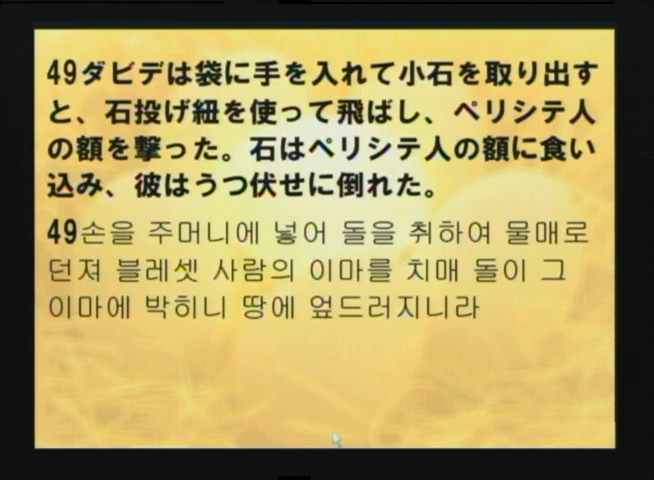 49ダビデは袋に手を入れて小石を取り出す
と、石投げ紐を使って飛ばし、ペリシテ人
の額を撃った。石はペリシテ人の額に食い
込み、彼はうつ伏せに倒れた。
49손을 주머니에 넣어 돌을 취하여 물매로
던져 블레셋 사람의 이마를 치매 돌이 그
이마에 박히니 땅에 엎드러지니라